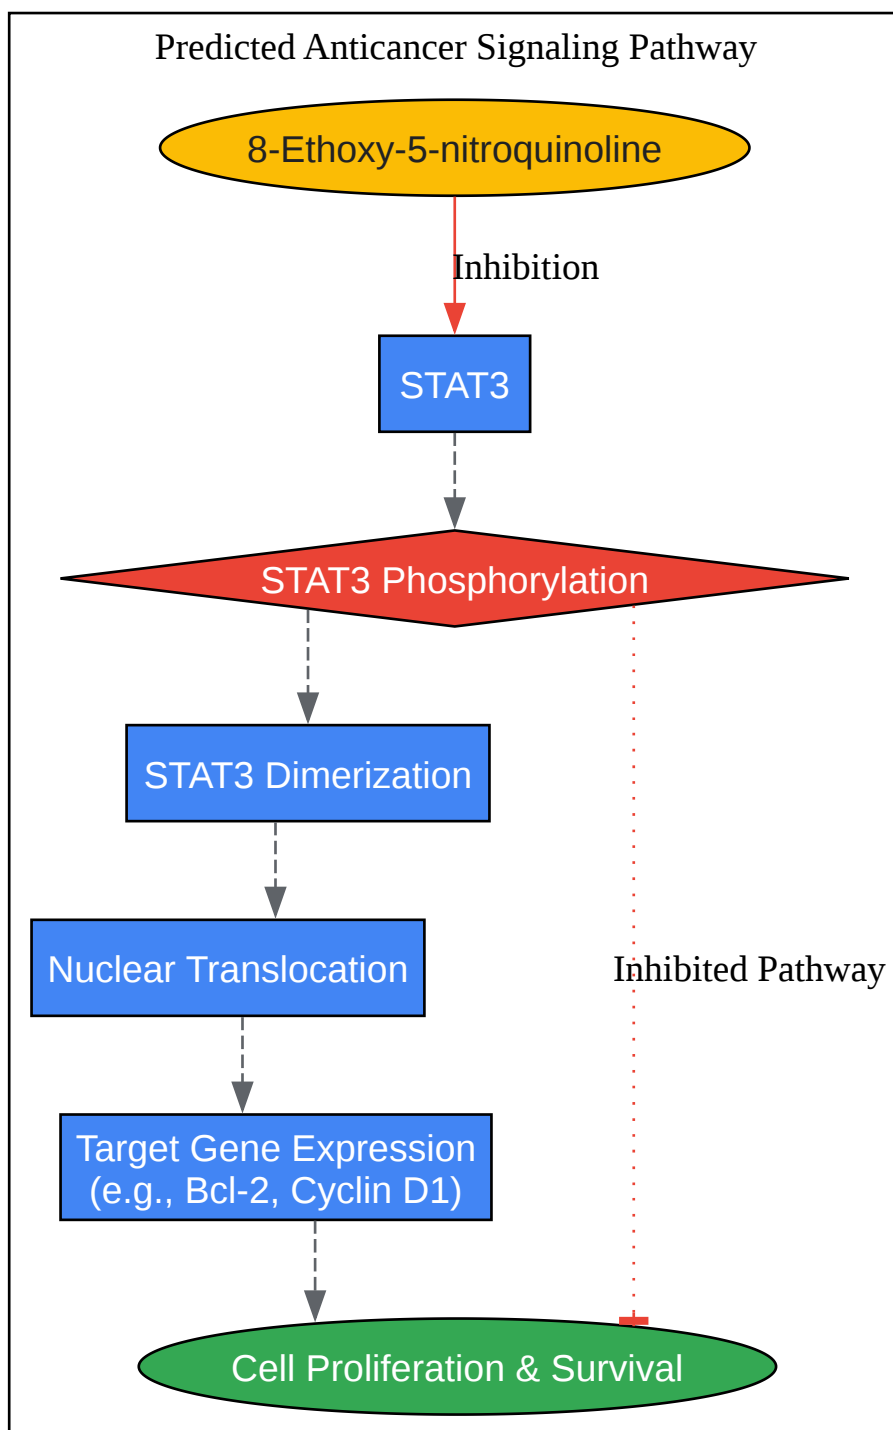 Predicted Anticancer Signaling Pathway
8-Ethoxy-5-nitroquinoline
Inhibition
STAT3
STAT3 Phosphorylation
STAT3 Dimerization
Nuclear Translocation
Inhibited Pathway
Target Gene Expression
(e.g., Bcl-2, Cyclin D1)
Cell Proliferation & Survival